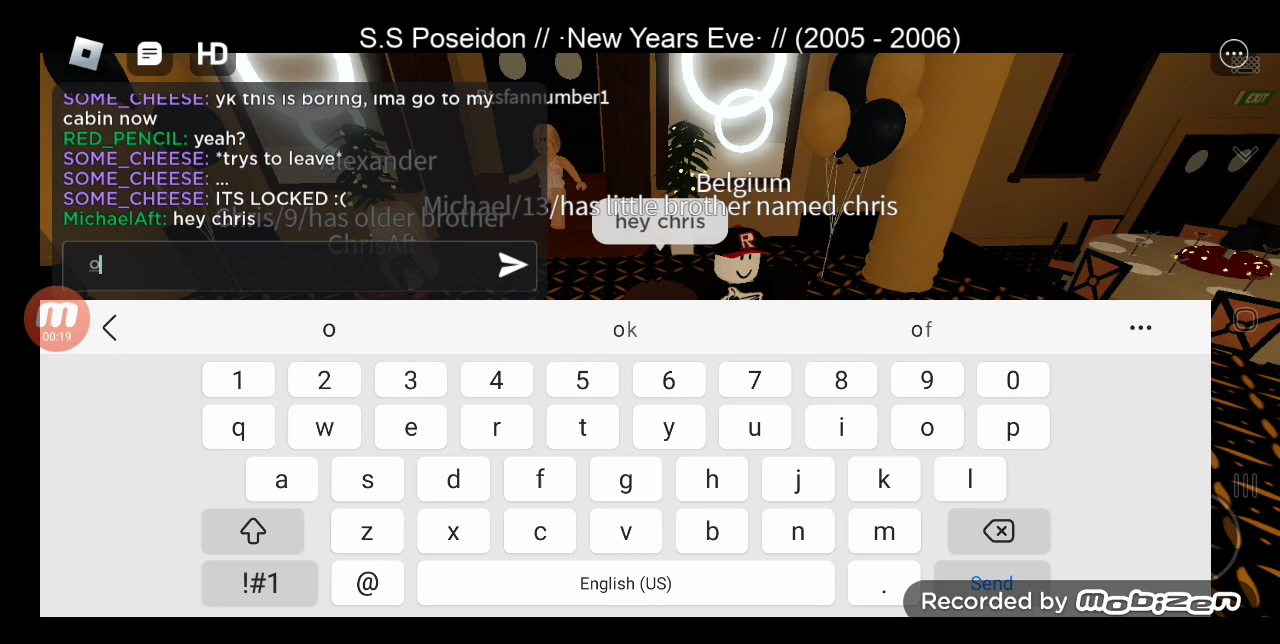 S.S Poseidon // ·New Years Eve· // (2005 - 2006)
HD
EXIT
SOME_CHEESE: yk this is boring, ima go to my
cabin now
RED_PENCIL: yeah?
SOME_CHEESE: *trys to leave*
SOME_CHEESE: ...
SOME_CHEESE: ITS LOCKED :(
MichaelAft: hey chris
tsfannumber1
Alexander
Belgium
Michael/13/has little brother named chris
Chris/9/has older brother
ChrisAft
hey chris
R
o
m
00:19
o
ok
of
1 2 3 4 5 6 7 8 9 0
q w e r t y u i o p
a s d f g h j k l
z x c v b n m
!#1 @ English (US) . Send
Recorded by mobizen